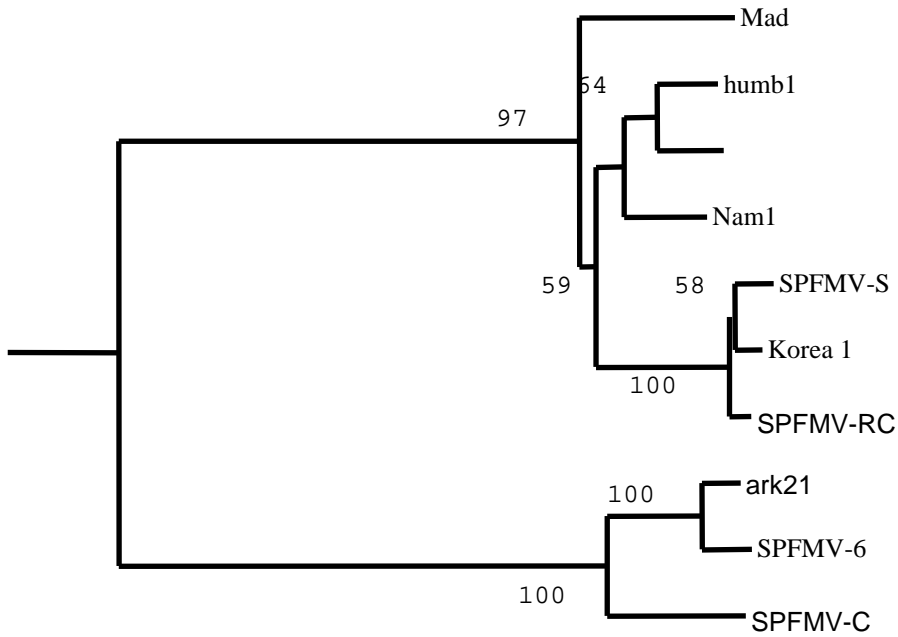 Mad
64
humb1
97
Nam1
59
58
SPFMV-S
Korea 1
100
SPFMV-RC
100
ark21
SPFMV-6
100
SPFMV-C